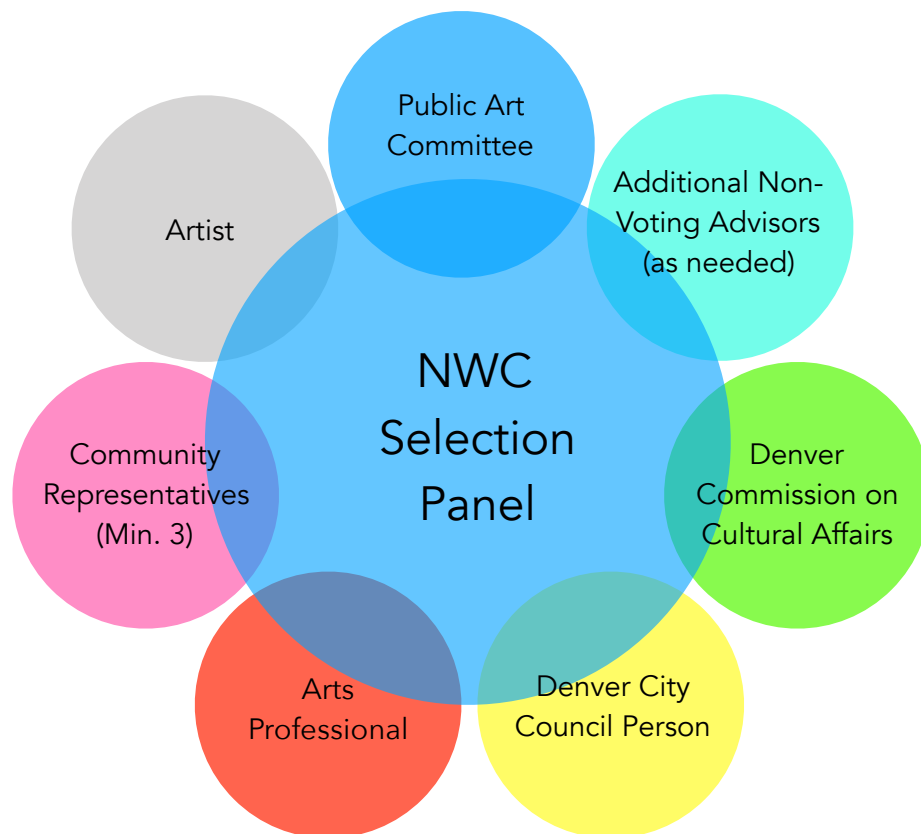 Public Art
Committee
Additional Non-
Voting Advisors
(as needed)
Artist
NWC
Selection
Panel
Community
Representatives
(Min. 3)
Denver
Commission on
Cultural Affairs
Arts
Professional
Denver City
Council Person